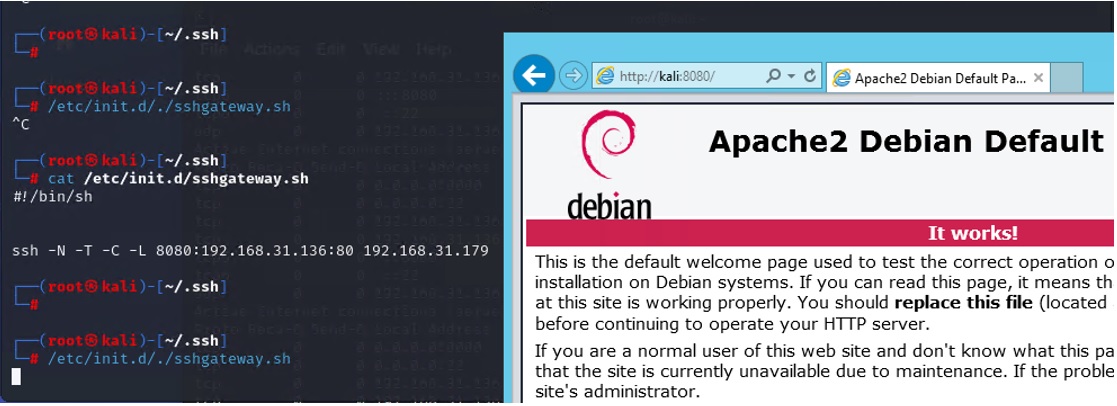 ┌──(root㉿kali)-[~/.ssh]
└─#
┌──(root㉿kali)-[~/.ssh]
└─# /etc/init.d/./sshgateway.sh
^C
┌──(root㉿kali)-[~/.ssh]
└─# cat /etc/init.d/sshgateway.sh
#!/bin/sh
ssh -N -T -C -L 8080:192.168.31.136:80 192.168.31.179
┌──(root㉿kali)-[~/.ssh]
└─#
┌──(root㉿kali)-[~/.ssh]
└─# /etc/init.d/./sshgateway.sh
File Actions Edit View Help
http://kali:8080/
Apache2 Debian Default Pa...
debian
Apache2 Debian Default
It works!
This is the default welcome page used to test the correct operation o
installation on Debian systems. If you can read this page, it means tha
at this site is working properly. You should replace this file (located
before continuing to operate your HTTP server.
If you are a normal user of this web site and don't know what this pa
that the site is currently unavailable due to maintenance. If the proble
site's administrator.